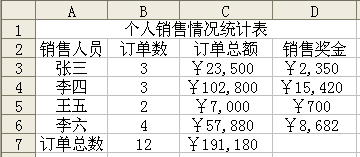 A B C D
1 个人销售情况统计表
2 销售人员 订单数 订单总额 销售奖金
3 张三 3 ￥23,500 ￥2,350
4 李四 3 ￥102,800 ￥15,420
5 王五 2 ￥7,000 ￥700
6 李六 4 ￥57,880 ￥8,682
7 订单总数 12 ￥191,180